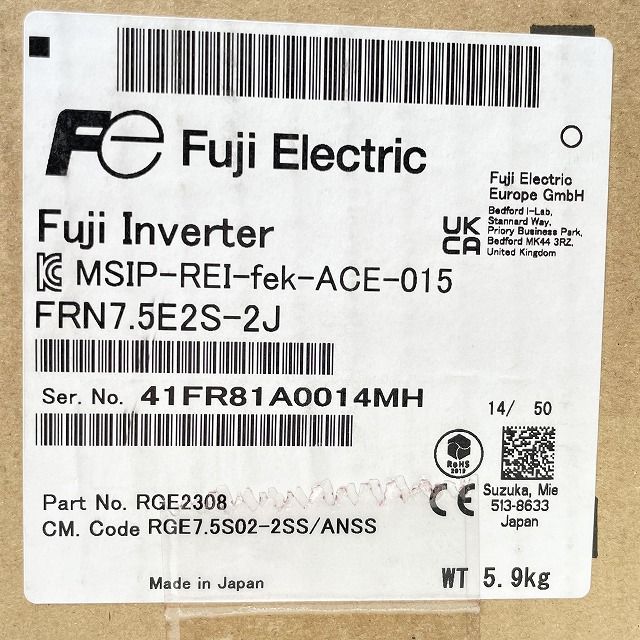 Fe Fuji Electric
Fuji Electric
Europe GmbH
Bedford I-Lab,
Stannard Way,
Priory Business Park,
Bedford MK44 3RZ,
United Kingdom
UK
CA
Fuji Inverter
MSIP-REI-fek-ACE-015
FRN7.5E2S-2J
Ser. No. 41FR81A0014MH
14/ 50
RoHS
2010
CE
Suzuka, Mie
513-8633
Japan
Part No. RGE2308
CM. Code RGE7.5S02-2SS/ANSS
Made in Japan
WT 5.9kg